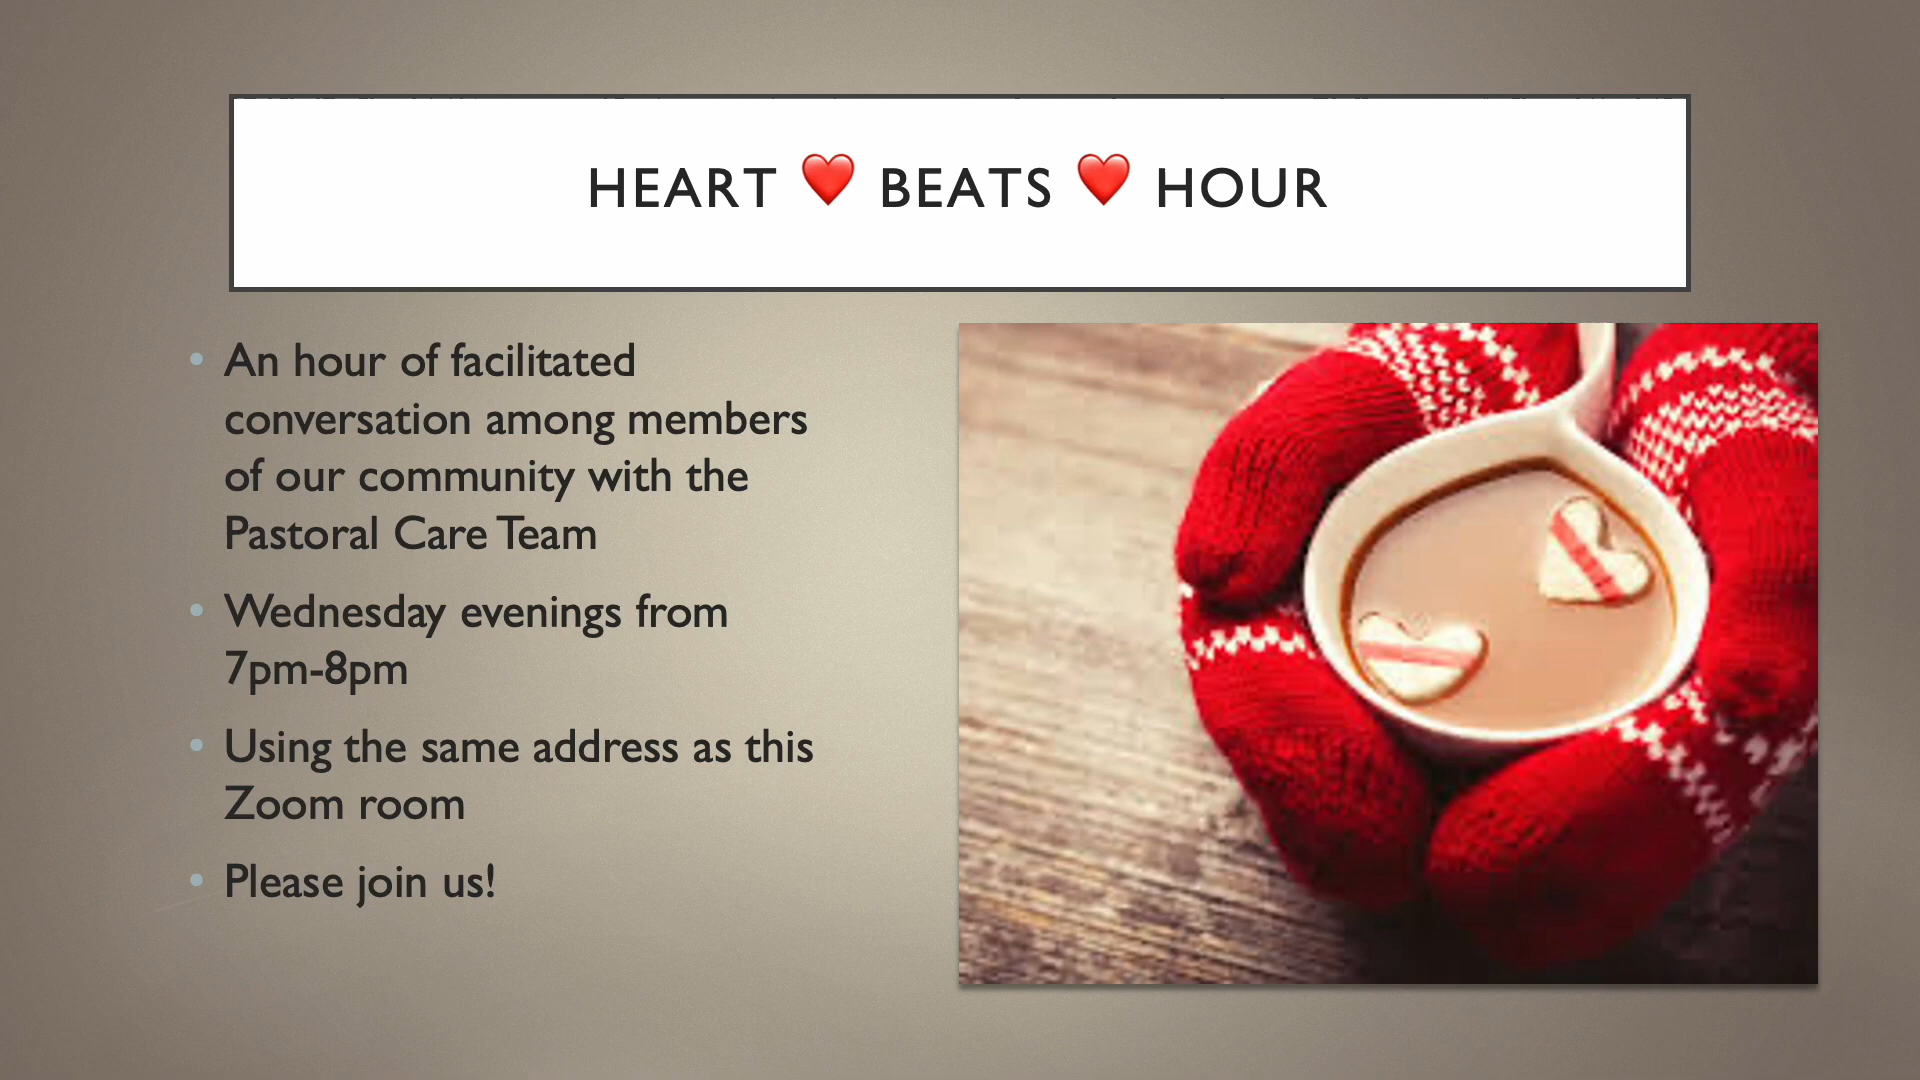 HEART ❤️ BEATS ❤️ HOUR
• An hour of facilitated
conversation among members
of our community with the
Pastoral Care Team
• Wednesday evenings from
7pm-8pm
• Using the same address as this
Zoom room
• Please join us!